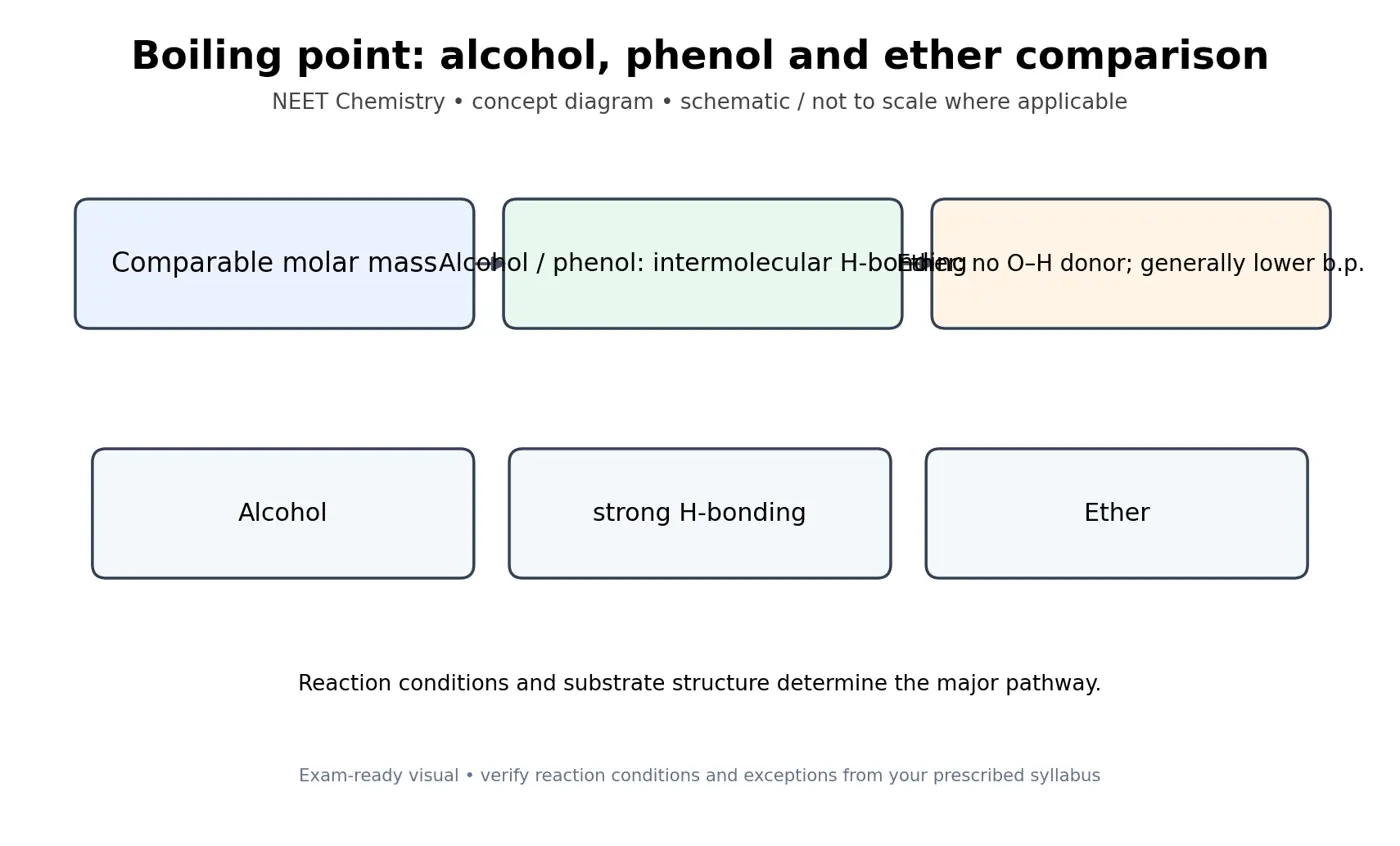 Boiling point: alcohol, phenol and ether comparison
NEET Chemistry • concept diagram • schematic / not to scale where applicable
Comparable molar mass
Alcohol / phenol: intermolecular H-bonding
Ether: no O–H donor; generally lower b.p.
Alcohol
strong H-bonding
Ether
Reaction conditions and substrate structure determine the major pathway.
Exam-ready visual • verify reaction conditions and exceptions from your prescribed syllabus